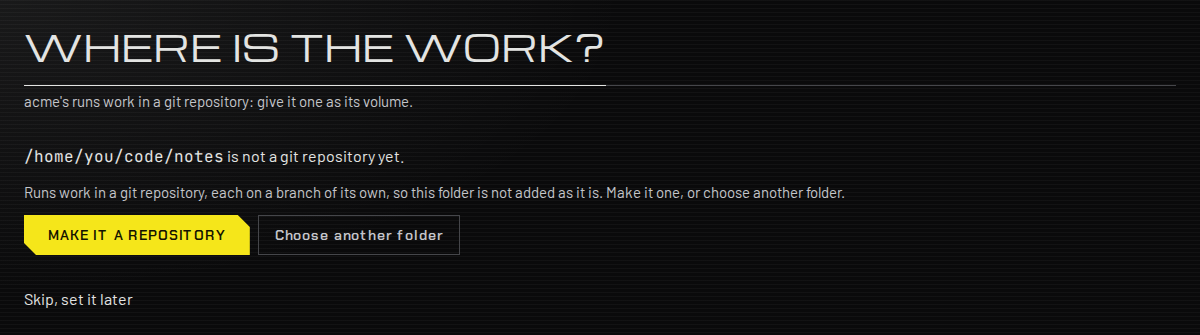 WHERE IS THE WORK?
acme's runs work in a git repository: give it one as its volume.
/home/you/code/notes is not a git repository yet.
Runs work in a git repository, each on a branch of its own, so this folder is not added as it is. Make it one, or choose another folder.
MAKE IT A REPOSITORY
Choose another folder
Skip, set it later